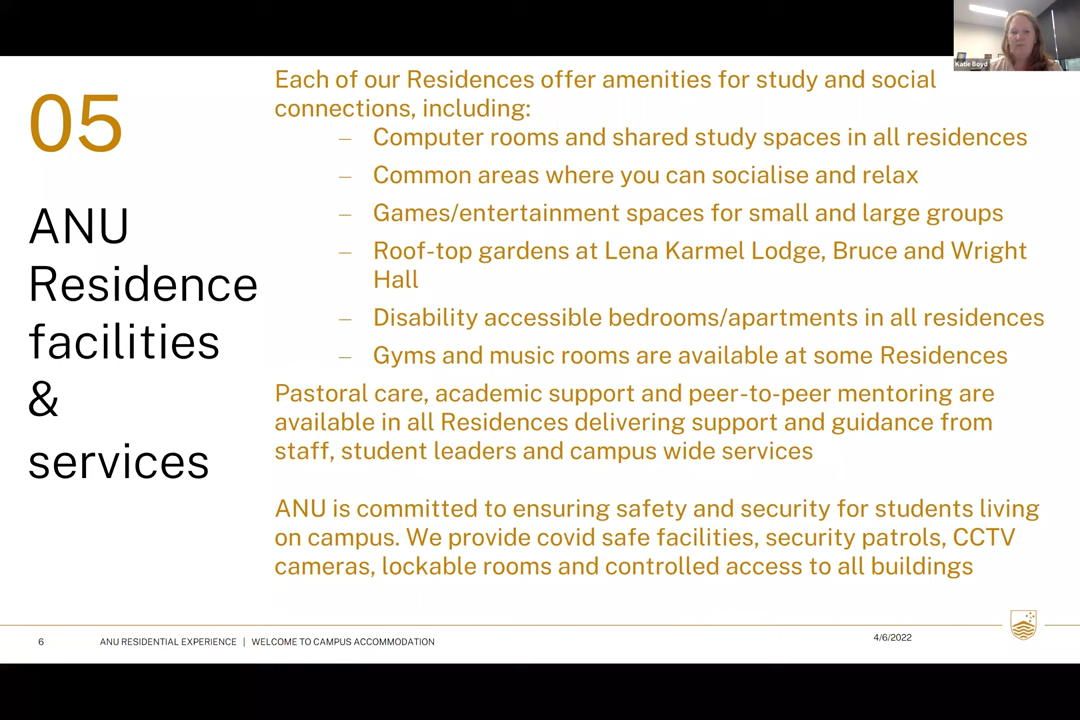 Katie Boyd
05
ANU
Residence
facilities
&
services
Each of our Residences offer amenities for study and social
connections, including:
– Computer rooms and shared study spaces in all residences
– Common areas where you can socialise and relax
– Games/entertainment spaces for small and large groups
– Roof-top gardens at Lena Karmel Lodge, Bruce and Wright
Hall
– Disability accessible bedrooms/apartments in all residences
– Gyms and music rooms are available at some Residences
Pastoral care, academic support and peer-to-peer mentoring are
available in all Residences delivering support and guidance from
staff, student leaders and campus wide services
ANU is committed to ensuring safety and security for students living
on campus. We provide covid safe facilities, security patrols, CCTV
cameras, lockable rooms and controlled access to all buildings
6 ANU RESIDENTIAL EXPERIENCE | WELCOME TO CAMPUS ACCOMMODATION 4/6/2022